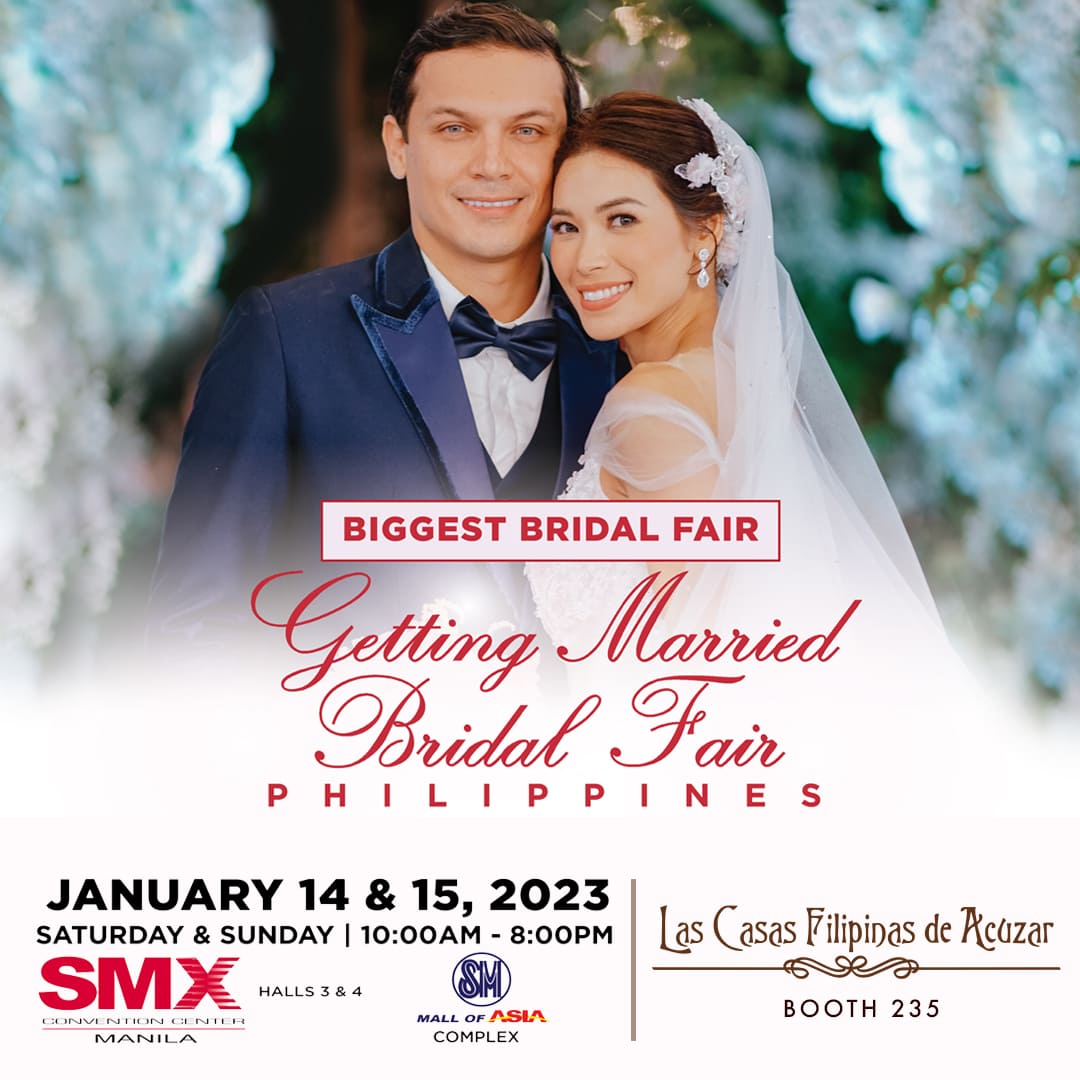 BIGGEST BRIDAL FAIR
Getting Married
Bridal Fair
PHILIPPINES
JANUARY 14 & 15, 2023
SATURDAY & SUNDAY | 10:00AM - 8:00PM
SMX
CONVENTION CENTER
MANILA
HALLS 3 & 4
SM
MALL OF ASIA
COMPLEX
Las Casas Filipinas de Acuzar
BOOTH 235